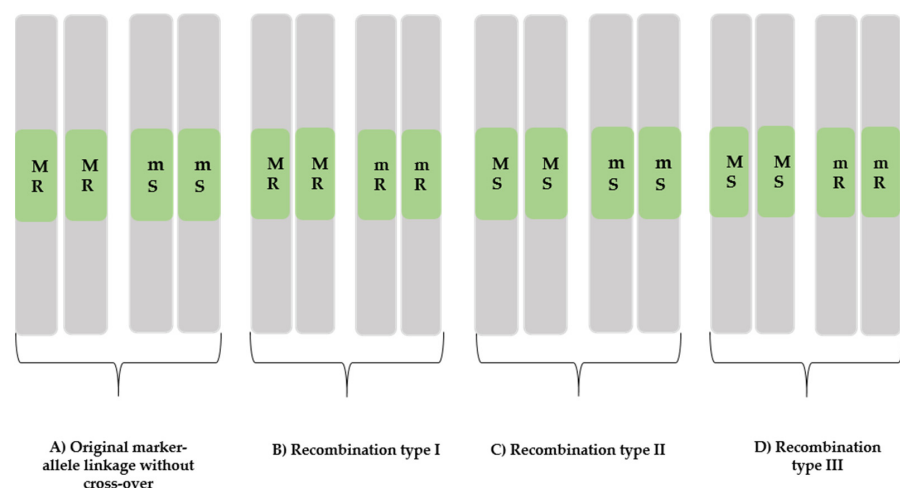 M M m m M M m m M M m m M M m m
R R S S R R R R S S S S S S R R
A) Original marker-
allele linkage without
cross-over
B) Recombination type I
C) Recombination type II
D) Recombination
type III